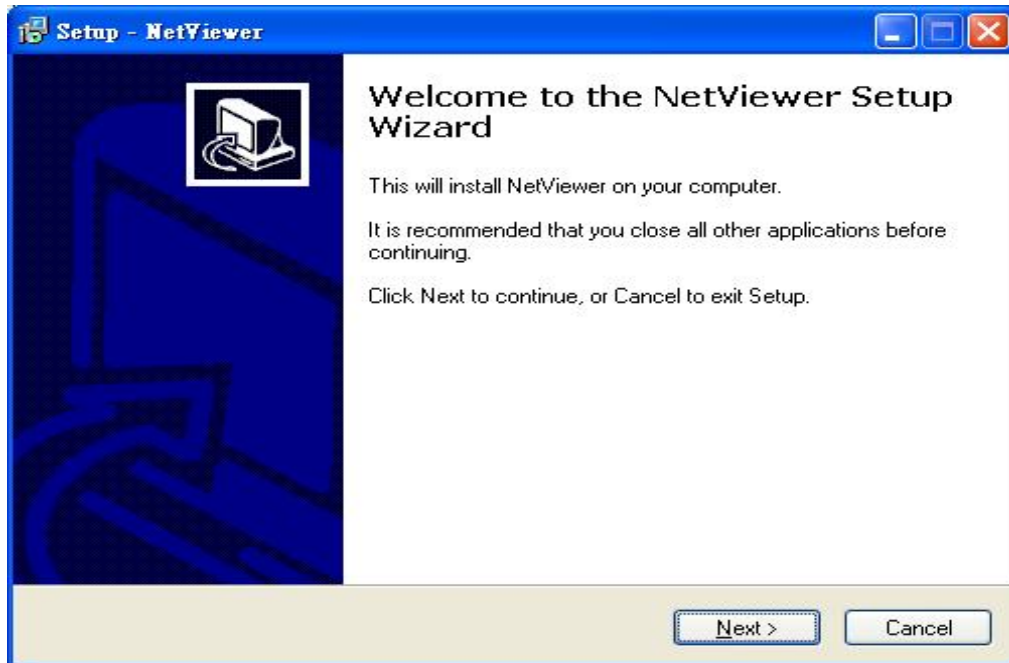 Setup - NetViewer
Welcome to the NetViewer Setup
Wizard
This will install NetViewer on your computer.
It is recommended that you close all other applications before
continuing.
Click Next to continue, or Cancel to exit Setup.
Next >
Cancel